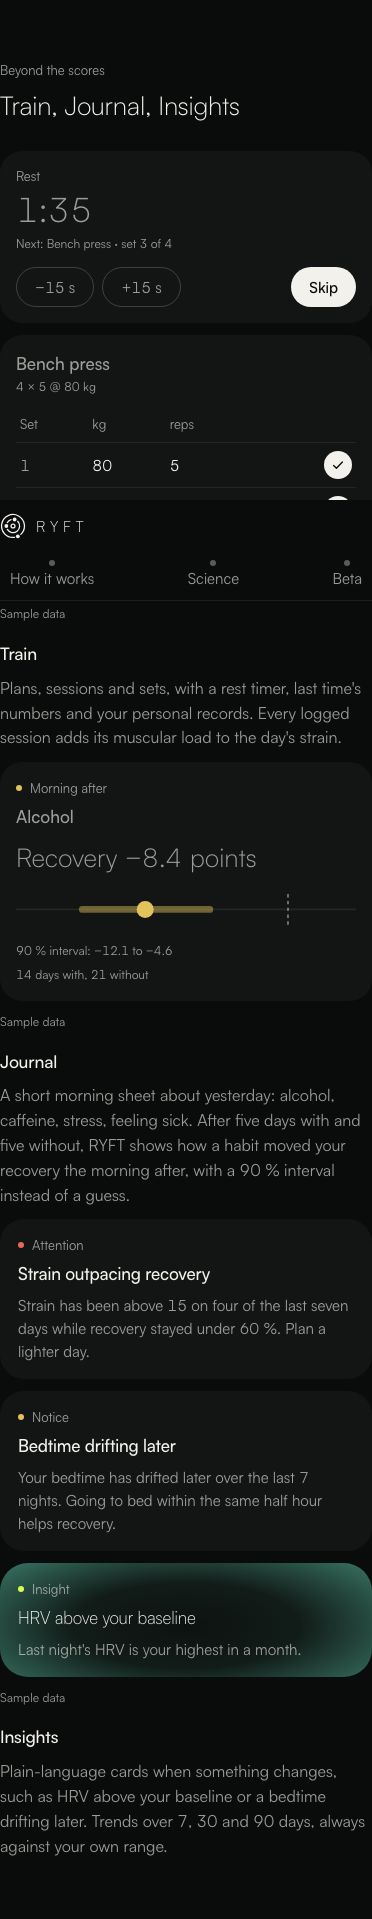 Beyond the scores
Train, Journal, Insights
Rest
1:35
Next: Bench press · set 3 of 4
−15 s
+15 s
Skip
Bench press
4 × 5 @ 80 kg
Set kg reps
1 80 5
RYFT
How it works
Science
Beta
Sample data
Train
Plans, sessions and sets, with a rest timer, last time's
numbers and your personal records. Every logged
session adds its muscular load to the day's strain.
Morning after
Alcohol
Recovery −8.4 points
90 % interval: −12.1 to −4.6
14 days with, 21 without
Sample data
Journal
A short morning sheet about yesterday: alcohol,
caffeine, stress, feeling sick. After five days with and
five without, RYFT shows how a habit moved your
recovery the morning after, with a 90 % interval
instead of a guess.
Attention
Strain outpacing recovery
Strain has been above 15 on four of the last seven
days while recovery stayed under 60 %. Plan a
lighter day.
Notice
Bedtime drifting later
Your bedtime has drifted later over the last 7
nights. Going to bed within the same half hour
helps recovery.
Insight
HRV above your baseline
Last night's HRV is your highest in a month.
Sample data
Insights
Plain-language cards when something changes,
such as HRV above your baseline or a bedtime
drifting later. Trends over 7, 30 and 90 days, always
against your own range.